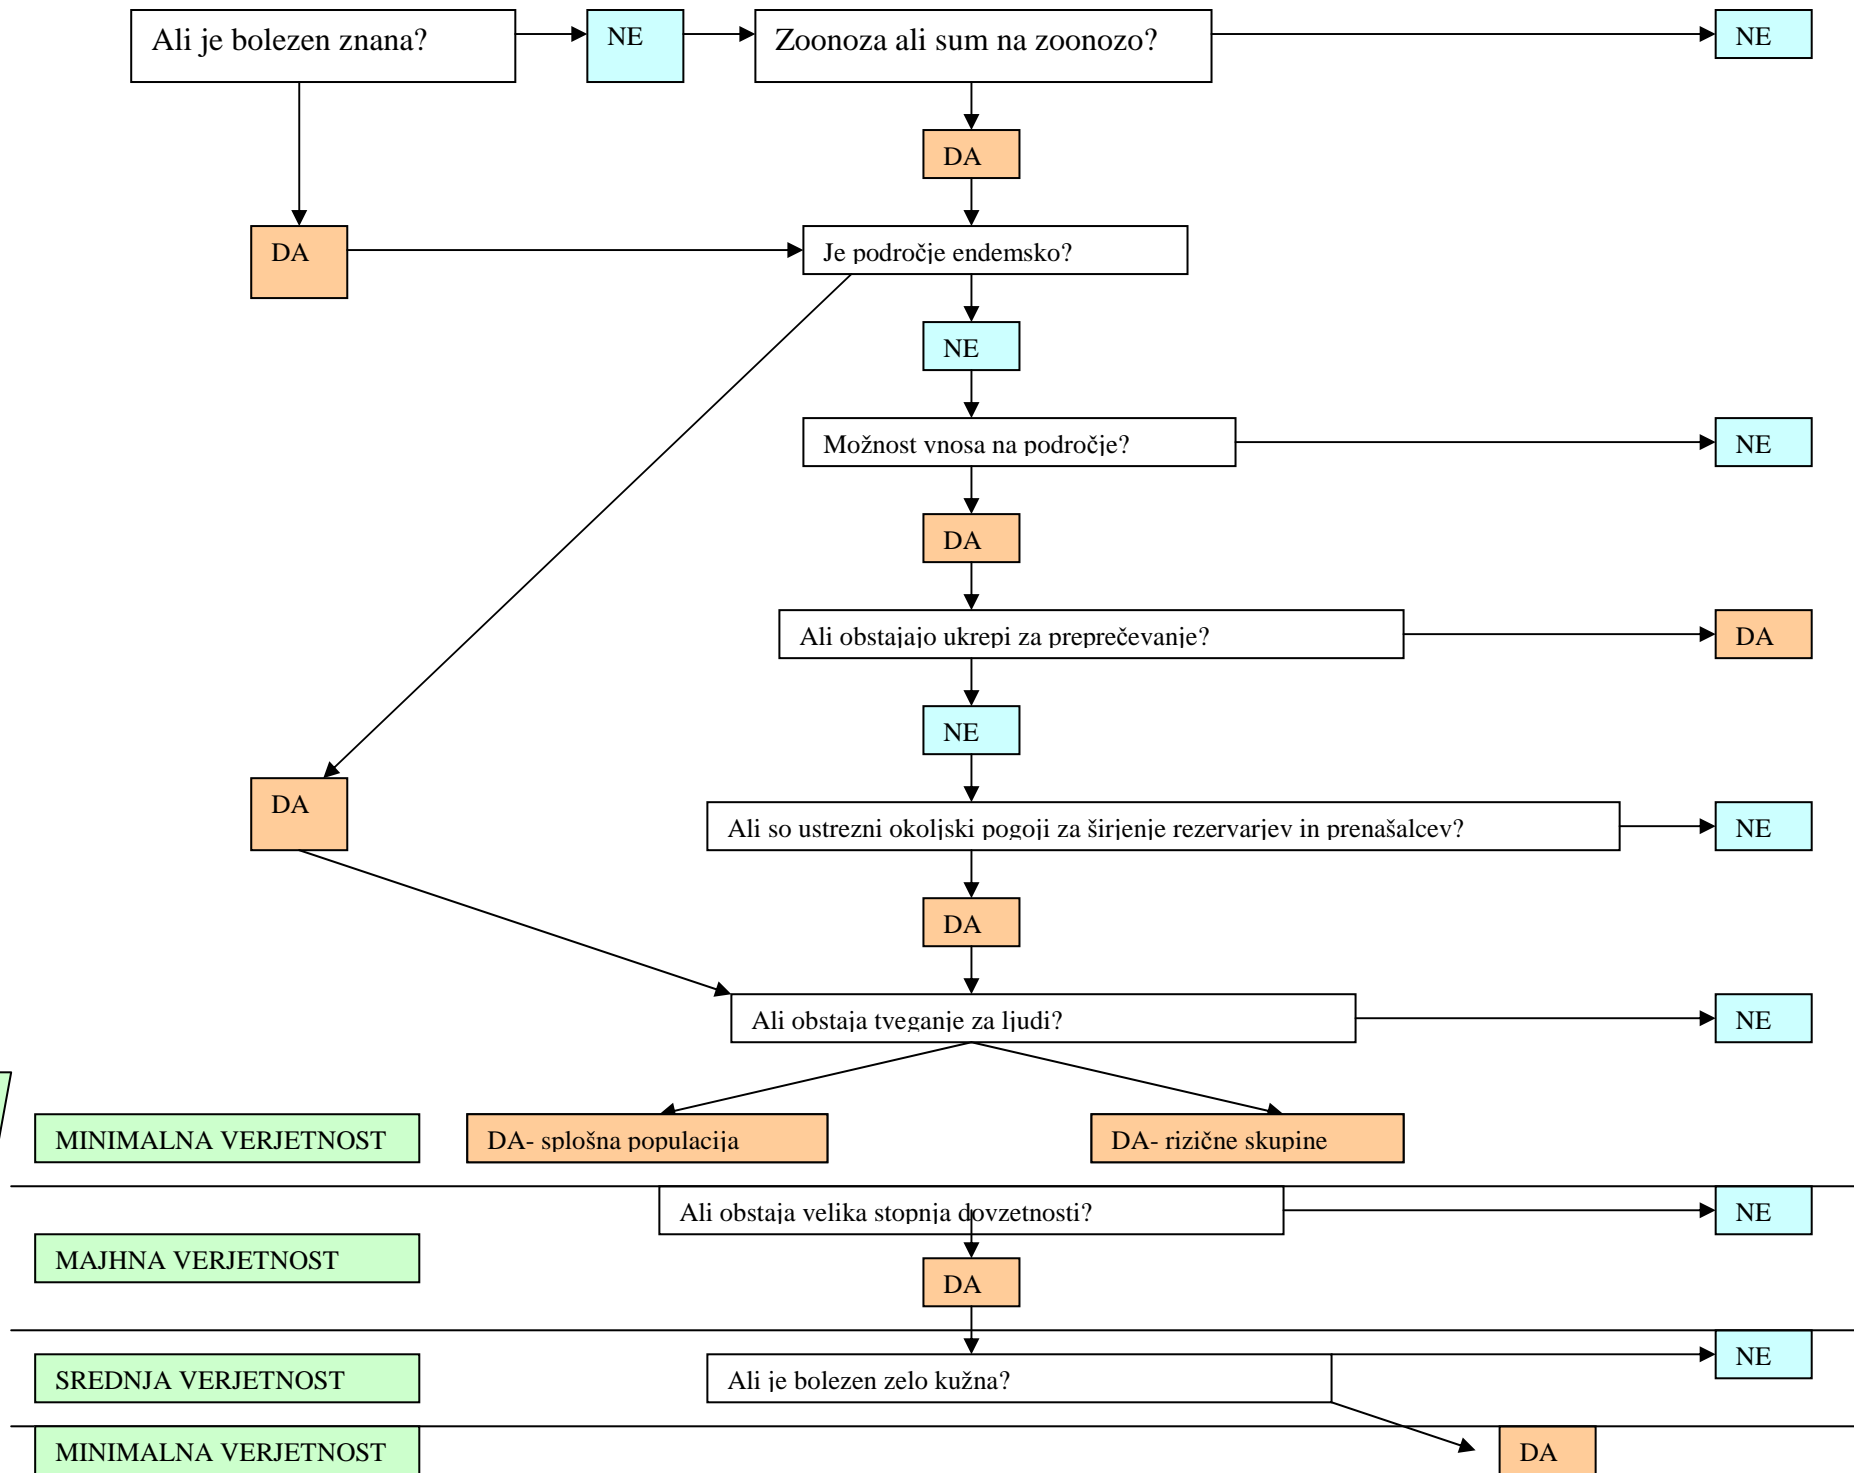 Ali je bolezen znana?
NE
Zoonoza ali sum na zoonozo?
NE
DA
DA
Je področje endemsko?
NE
Možnost vnosa na področje?
NE
DA
Ali obstajajo ukrepi za preprečevanje?
DA
NE
DA
Ali so ustrezni okoljski pogoji za širjenje rezervarjev in prenašalcev?
NE
DA
Ali obstaja tveganje za ljudi?
NE
MINIMALNA VERJETNOST
DA- splošna populacija
DA- rizične skupine
Ali obstaja velika stopnja dovzetnosti?
NE
MAJHNA VERJETNOST
DA
SREDNJA VERJETNOST
Ali je bolezen zelo kužna?
NE
MINIMALNA VERJETNOST
DA